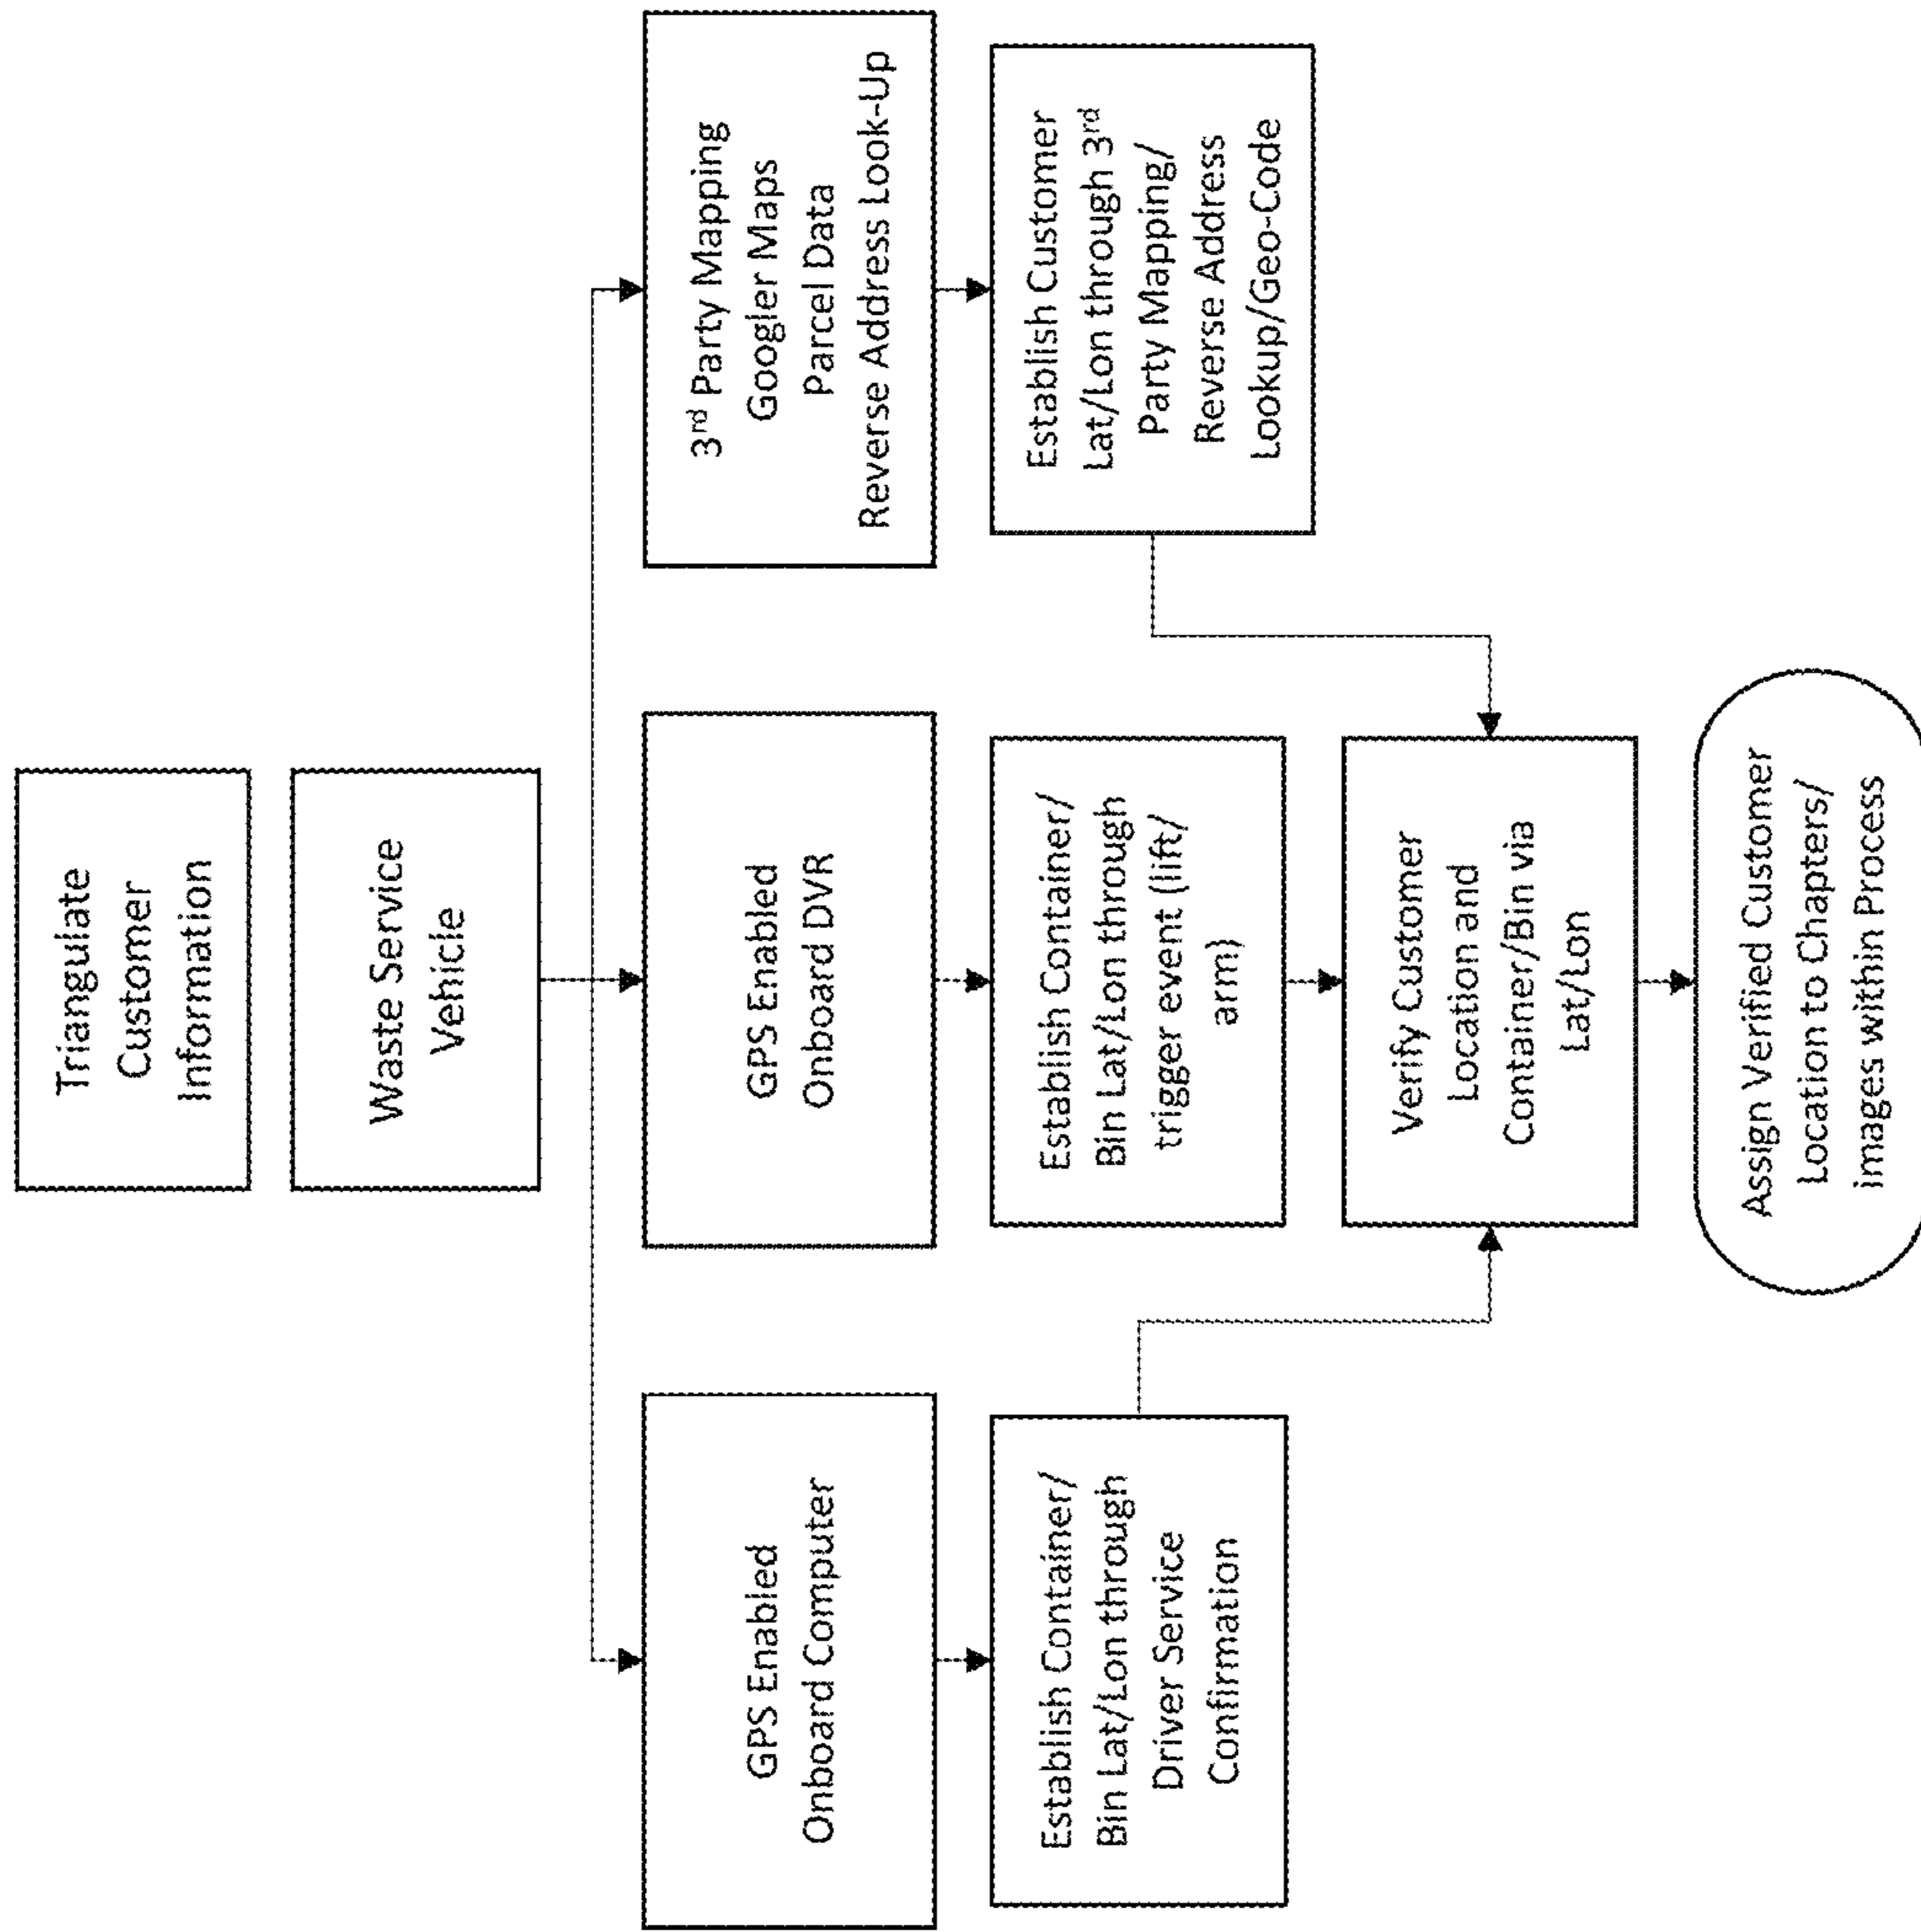 Triangulate
Customer
Information
Waste Service
Vehicle
GPS Enabled
Onboard Computer
GPS Enabled
Onboard DVR
3rd Party Mapping
Googler Maps
Parcel Data
Reverse Address Look-Up
Establish Container/
Bin Lat/Lon through
Driver Service
Confirmation
Establish Container/
Bin Lat/Lon through
trigger event (lift/
arm)
Establish Customer
Lat/Lon through 3rd
Party Mapping/
Reverse Address
Lookup/Geo-Code
Verify Customer
Location and
Container/Bin via
Lat/Lon
Assign Verified Customer
Location to Chapters/
images within Process